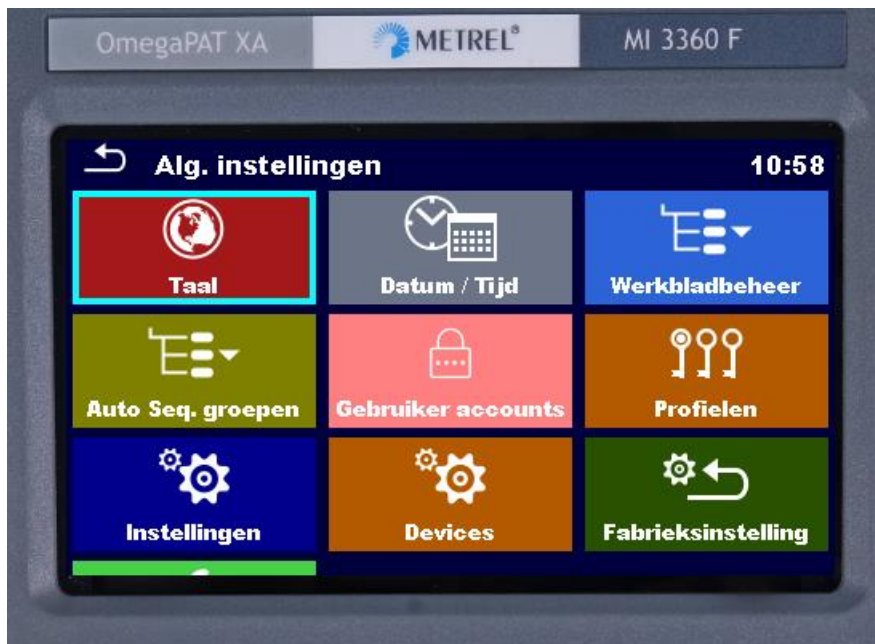 OmegaPAT XA
METREL®
MI 3360 F
Alg. instellingen
10:58
Taal
Datum / Tijd
Werkbladbeheer
Auto Seq. groepen
Gebruiker accounts
Profielen
Instellingen
Devices
Fabrieksinstelling